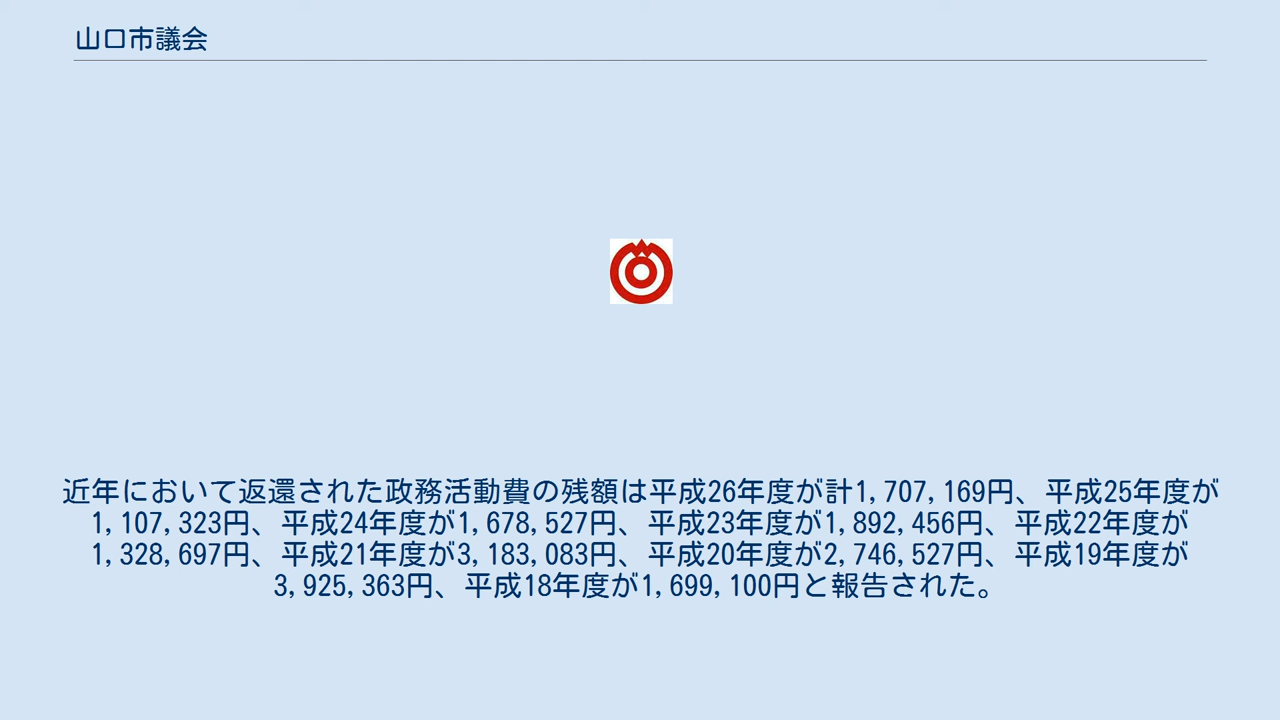 山口市議会
近年において返還された政務活動費の残額は平成26年度が計1,707,169円、平成25年度が
1,107,323円、平成24年度が1,678,527円、平成23年度が1,892,456円、平成22年度が
1,328,697円、平成21年度が3,183,083円、平成20年度が2,746,527円、平成19年度が
3,925,363円、平成18年度が1,699,100円と報告された。